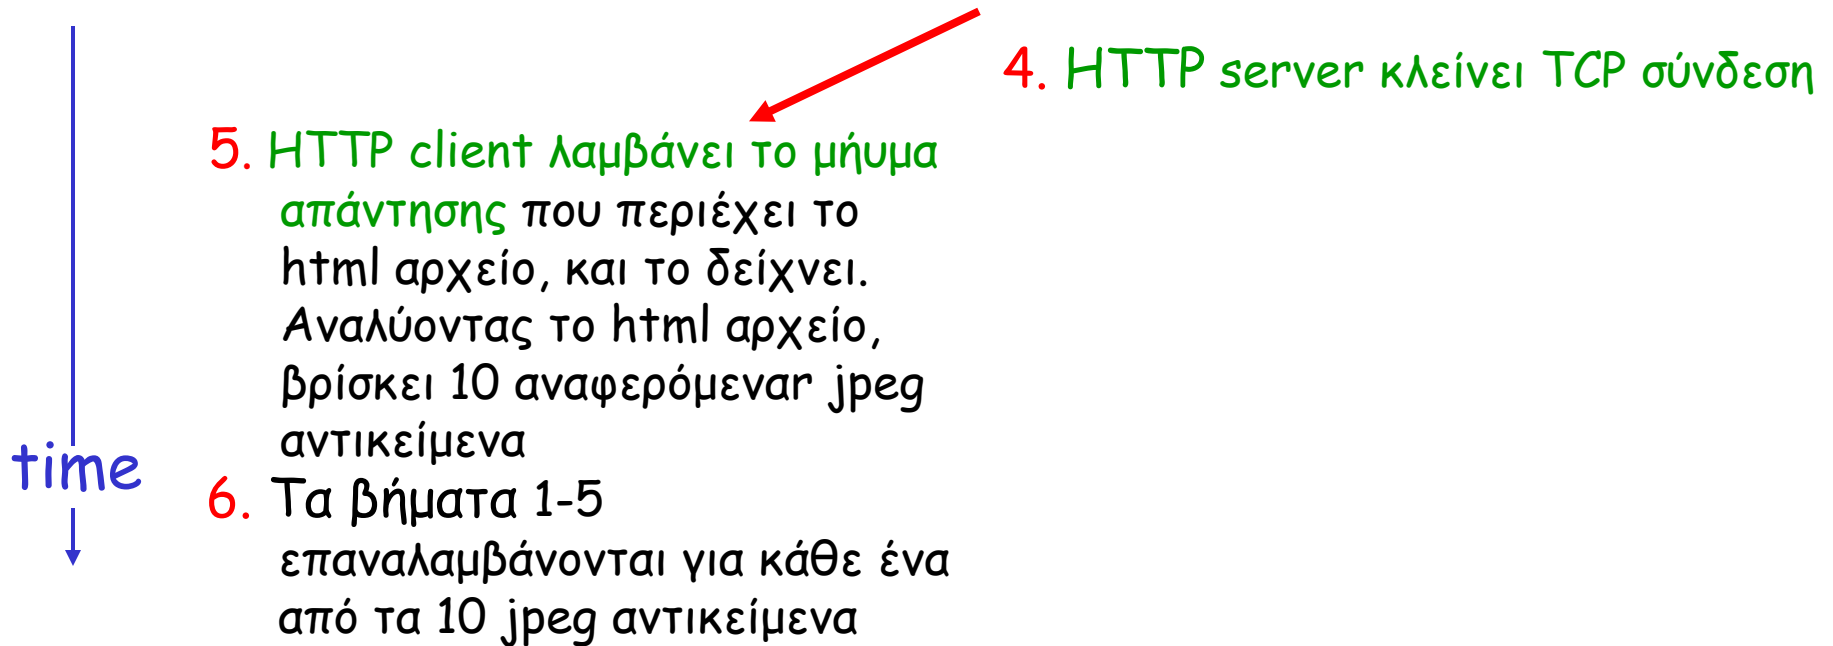 4. HTTP server κλείνει TCP σύνδεση
5. HTTP client λαμβάνει το μήυμα
απάντησης που περιέχει το
html αρχείο, και το δείχνει.
Αναλύοντας το html αρχείο,
βρίσκει 10 αναφερόμεναr jpeg
αντικείμενα
time
6. Τα βήματα 1-5
επαναλαμβάνονται για κάθε ένα
από τα 10 jpeg αντικείμενα